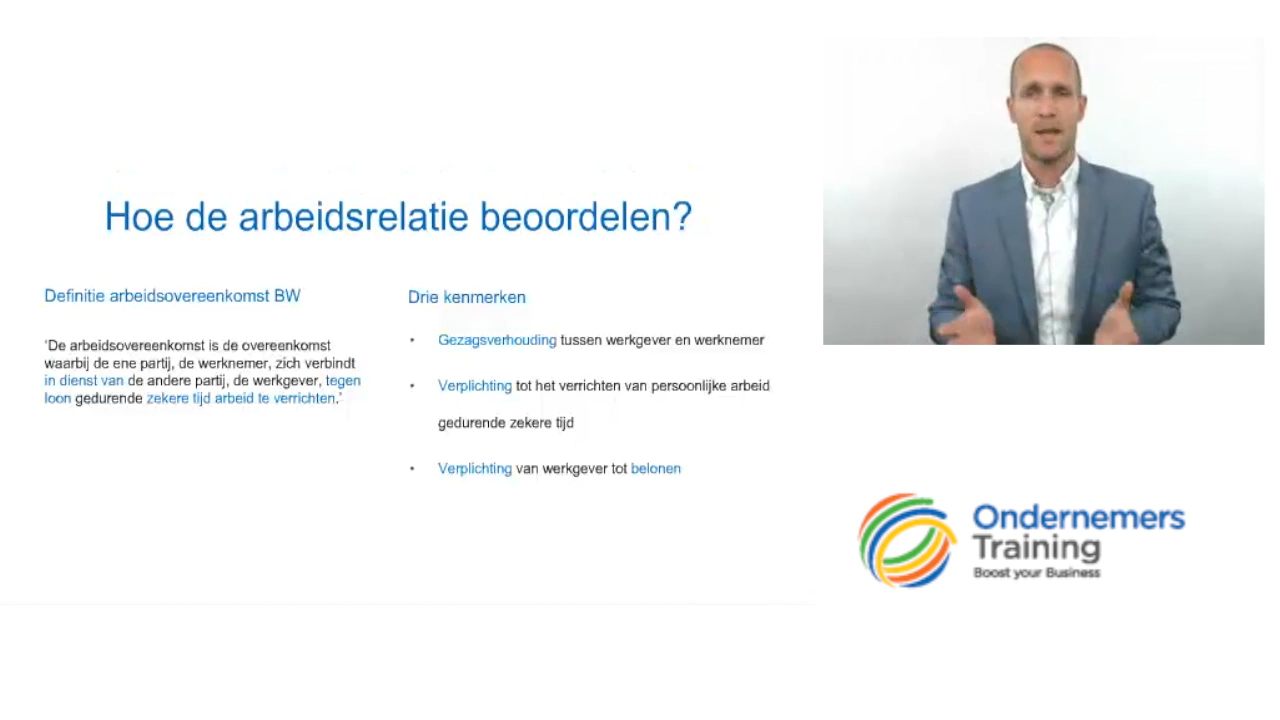 Hoe de arbeidsrelatie beoordelen?
Definitie arbeidsovereenkomst BW
‘De arbeidsovereenkomst is de overeenkomst
waarbij de ene partij, de werknemer, zich verbindt
in dienst van de andere partij, de werkgever, tegen
loon gedurende zekere tijd arbeid te verrichten.’
Drie kenmerken
• Gezagsverhouding tussen werkgever en werknemer
• Verplichting tot het verrichten van persoonlijke arbeid
gedurende zekere tijd
• Verplichting van werkgever tot belonen
Ondernemers
Training
Boost your Business